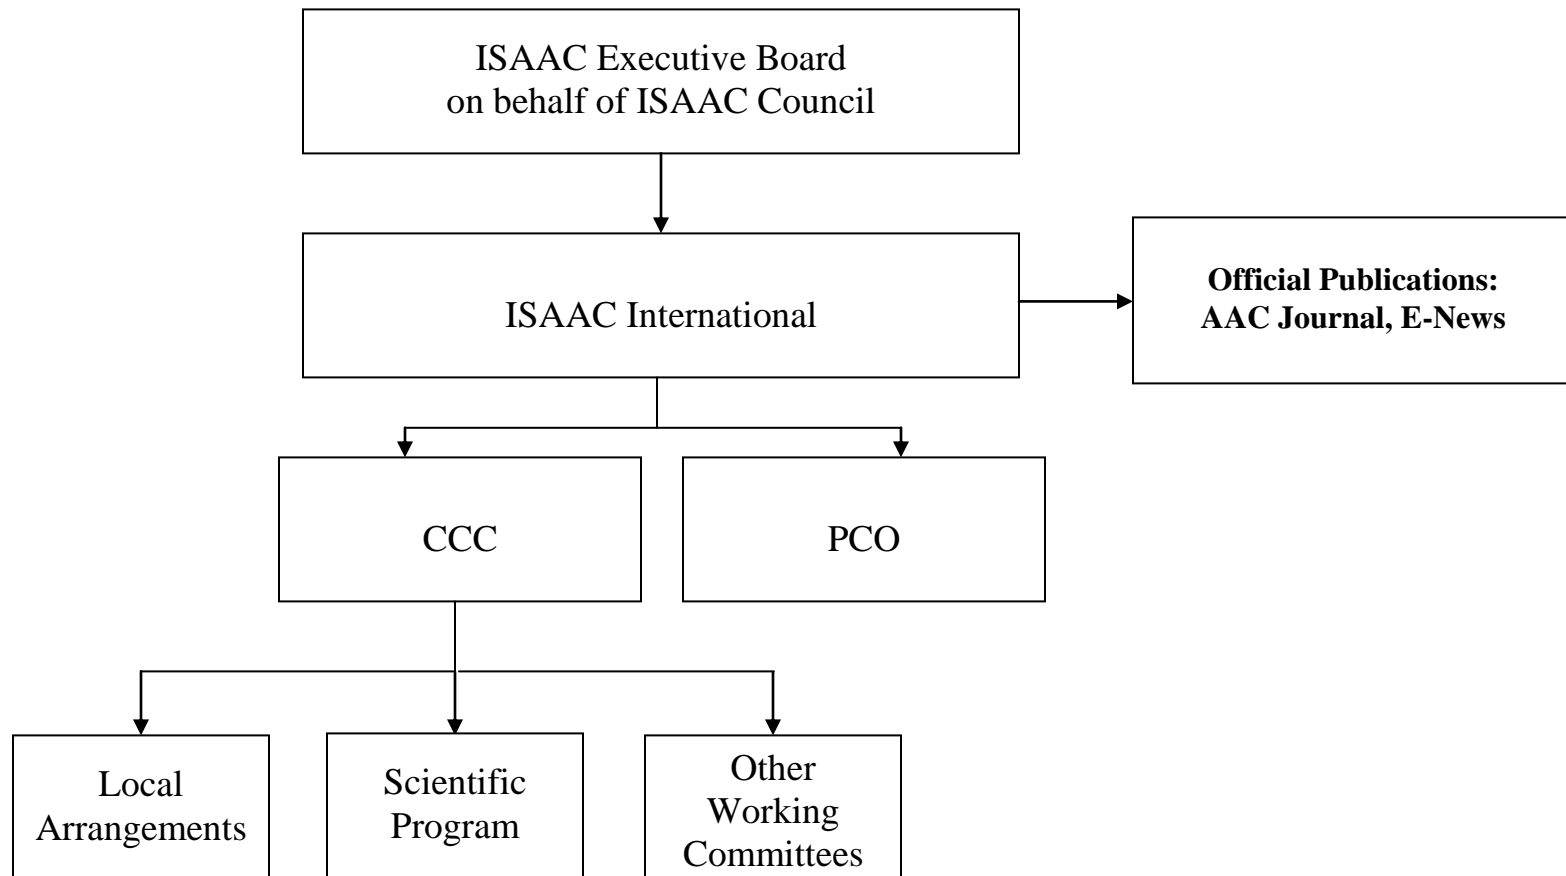 ISAAC Executive Board
on behalf of ISAAC Council
ISAAC International
Official Publications:
AAC Journal, E-News
CCC
PCO
Local
Arrangements
Scientific
Program
Other
Working
Committees